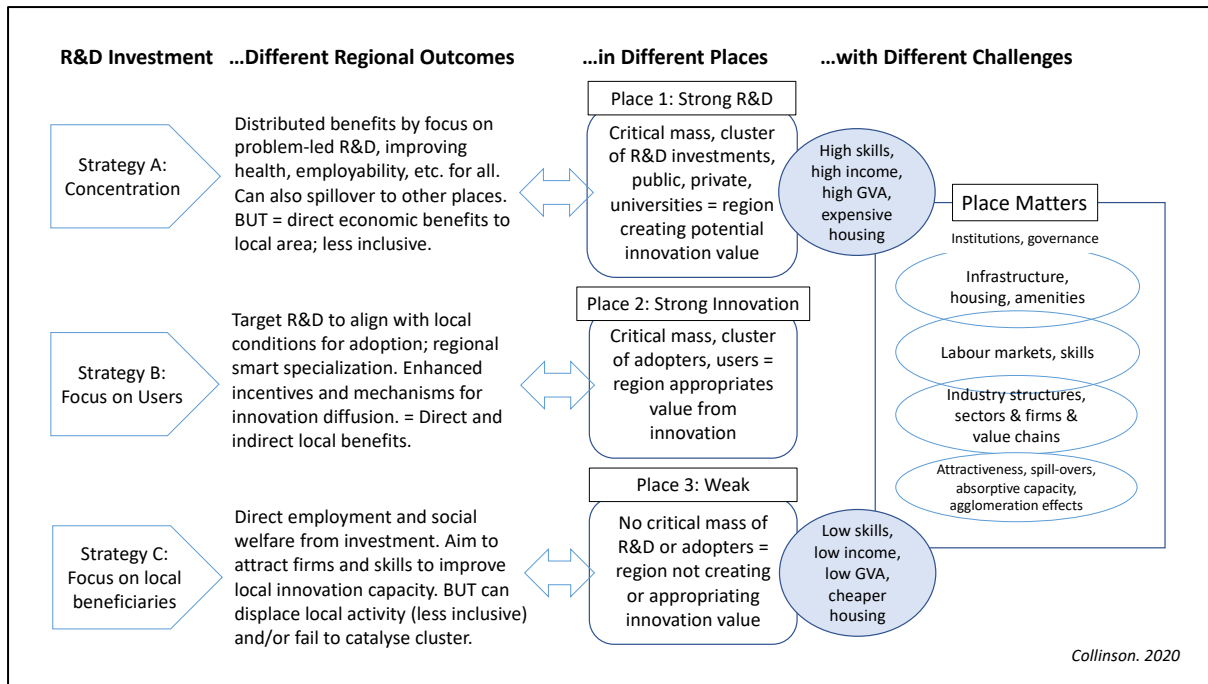 R&D Investment
...Different Regional Outcomes
...in Different Places
...with Different Challenges
Strategy A:
Concentration
Distributed benefits by focus on
problem-led R&D, improving
health, employability, etc. for all.
Can also spillover to other places.
BUT = direct economic benefits to
local area; less inclusive.
Place 1: Strong R&D
Critical mass, cluster
of R&D investments,
public, private,
universities = region
creating potential
innovation value
High skills,
high income,
high GVA,
expensive
housing
Strategy B:
Focus on Users
Target R&D to align with local
conditions for adoption; regional
smart specialization. Enhanced
incentives and mechanisms for
innovation diffusion. = Direct and
indirect local benefits.
Place 2: Strong Innovation
Critical mass, cluster
of adopters, users =
region appropriates
value from
innovation
Strategy C:
Focus on local
beneficiaries
Direct employment and social
welfare from investment. Aim to
attract firms and skills to improve
local innovation capacity. BUT can
displace local activity (less inclusive)
and/or fail to catalyse cluster.
Place 3: Weak
No critical mass of
R&D or adopters =
region not creating
or appropriating
innovation value
Low skills,
low income,
low GVA,
cheaper
housing
Place Matters
Institutions, governance
Infrastructure,
housing, amenities
Labour markets, skills
Industry structures,
sectors & firms &
value chains
Attractiveness, spill-overs,
absorptive capacity,
agglomeration effects
Collinson. 2020